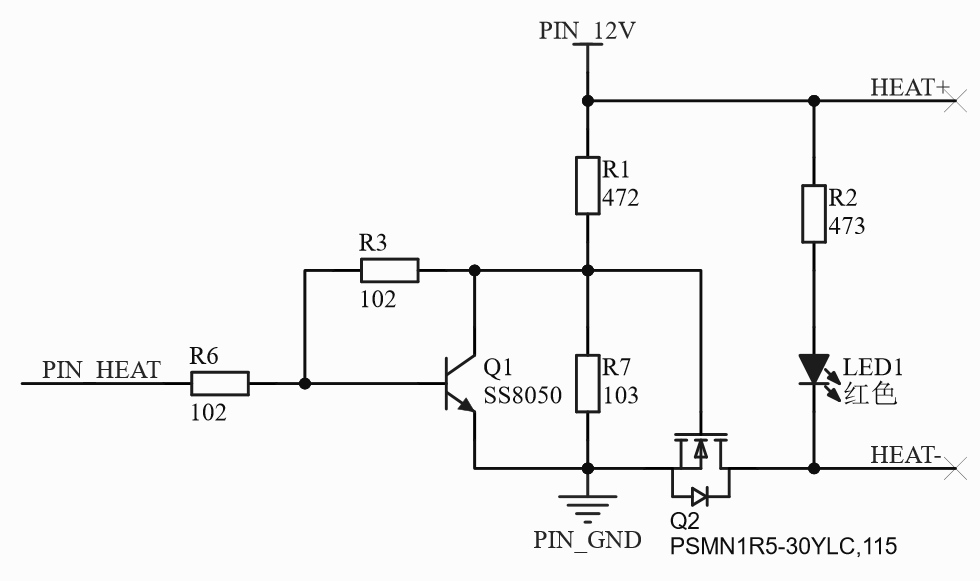 PIN_12V
HEAT+
R1
472
R2
473
R3
102
PIN_HEAT
R6
102
Q1
SS8050
R7
103
LED1
红色
HEAT-
PIN_GND
Q2
PSMN1R5-30YLC,115